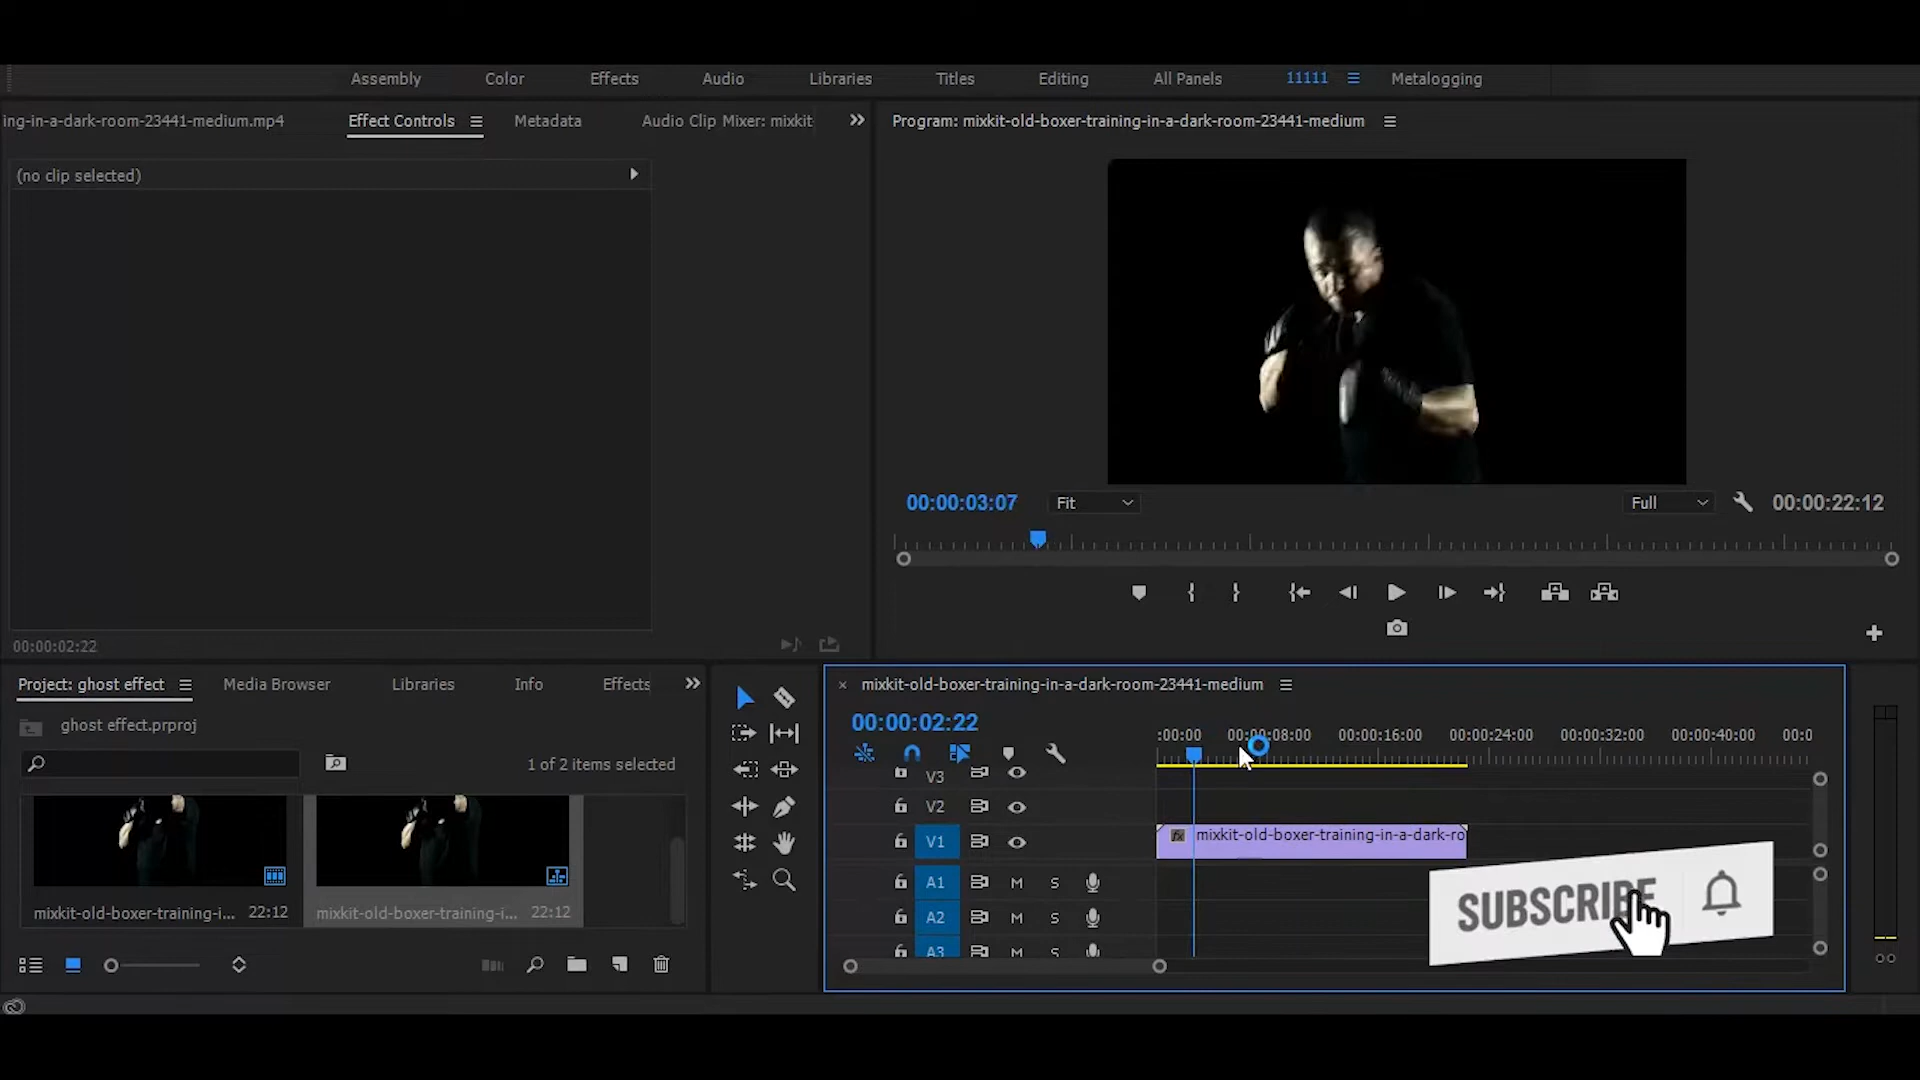 Assembly Color Effects Audio Libraries Titles Editing All Panels 11111 Metalogging
ing-in-a-dark-room-23441-medium.mp4 Effect Controls Metadata Audio Clip Mixer: mixkit
Program: mixkit-old-boxer-training-in-a-dark-room-23441-medium
(no clip selected)
00:00:03:07 Fit Full 00:00:22:12
00:00:02:22
Project: ghost effect Media Browser Libraries Info Effects
mixkit-old-boxer-training-in-a-dark-room-23441-medium
ghost effect.prproj
00:00:02:22
:00:00 00:00:08:00 00:00:16:00 00:00:24:00 00:00:32:00 00:00:40:00 00:0
1 of 2 items selected
V3
V2
V1 mixkit-old-boxer-training-in-a-dark-ro
A1 M S
A2 M S
A3 M S
mixkit-old-boxer-training-i... 22:12 mixkit-old-boxer-training-i... 22:12
SUBSCRIBE